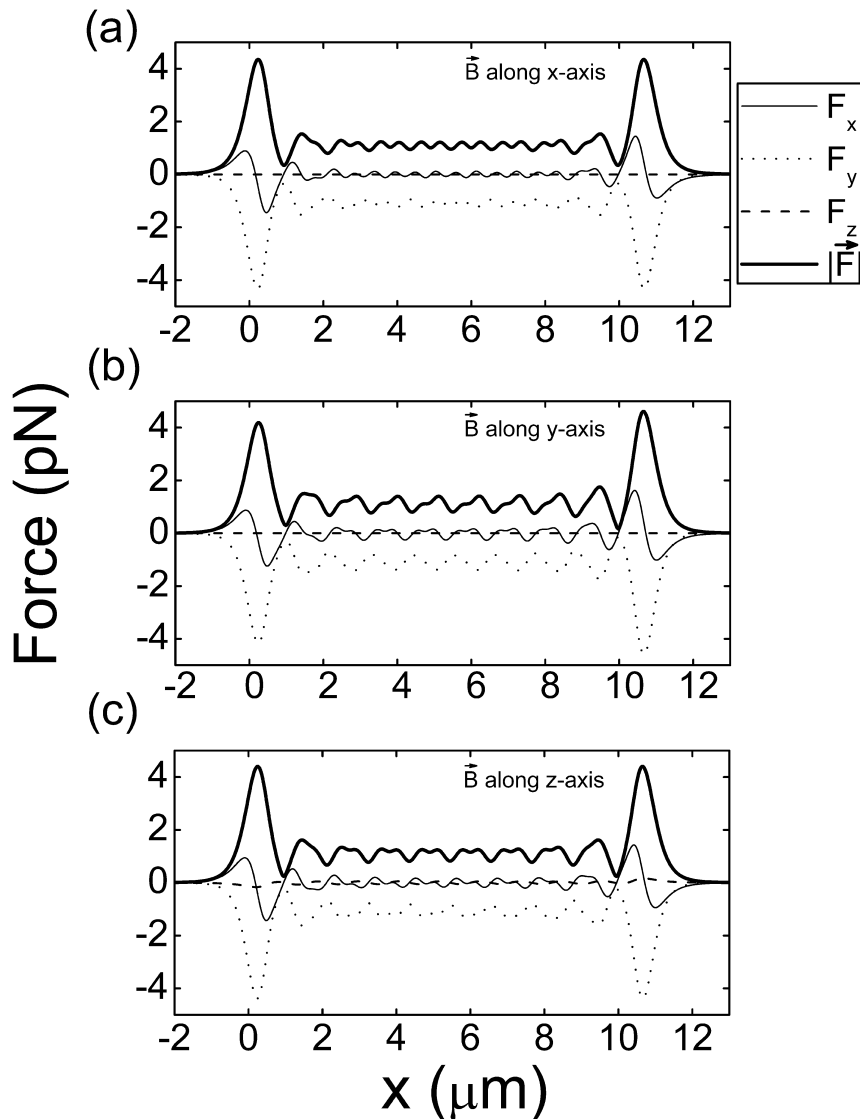 (a)
4
2
0
-2
-4
-2 0 2 4 6 8 10 12
B⃗ along x-axis
F_x
F_y
F_z
|F⃗|
(b)
4
2
0
-2
-4
-2 0 2 4 6 8 10 12
B⃗ along y-axis
(c)
4
2
0
-2
-4
-2 0 2 4 6 8 10 12
B⃗ along z-axis
Force (pN)
x (μm)